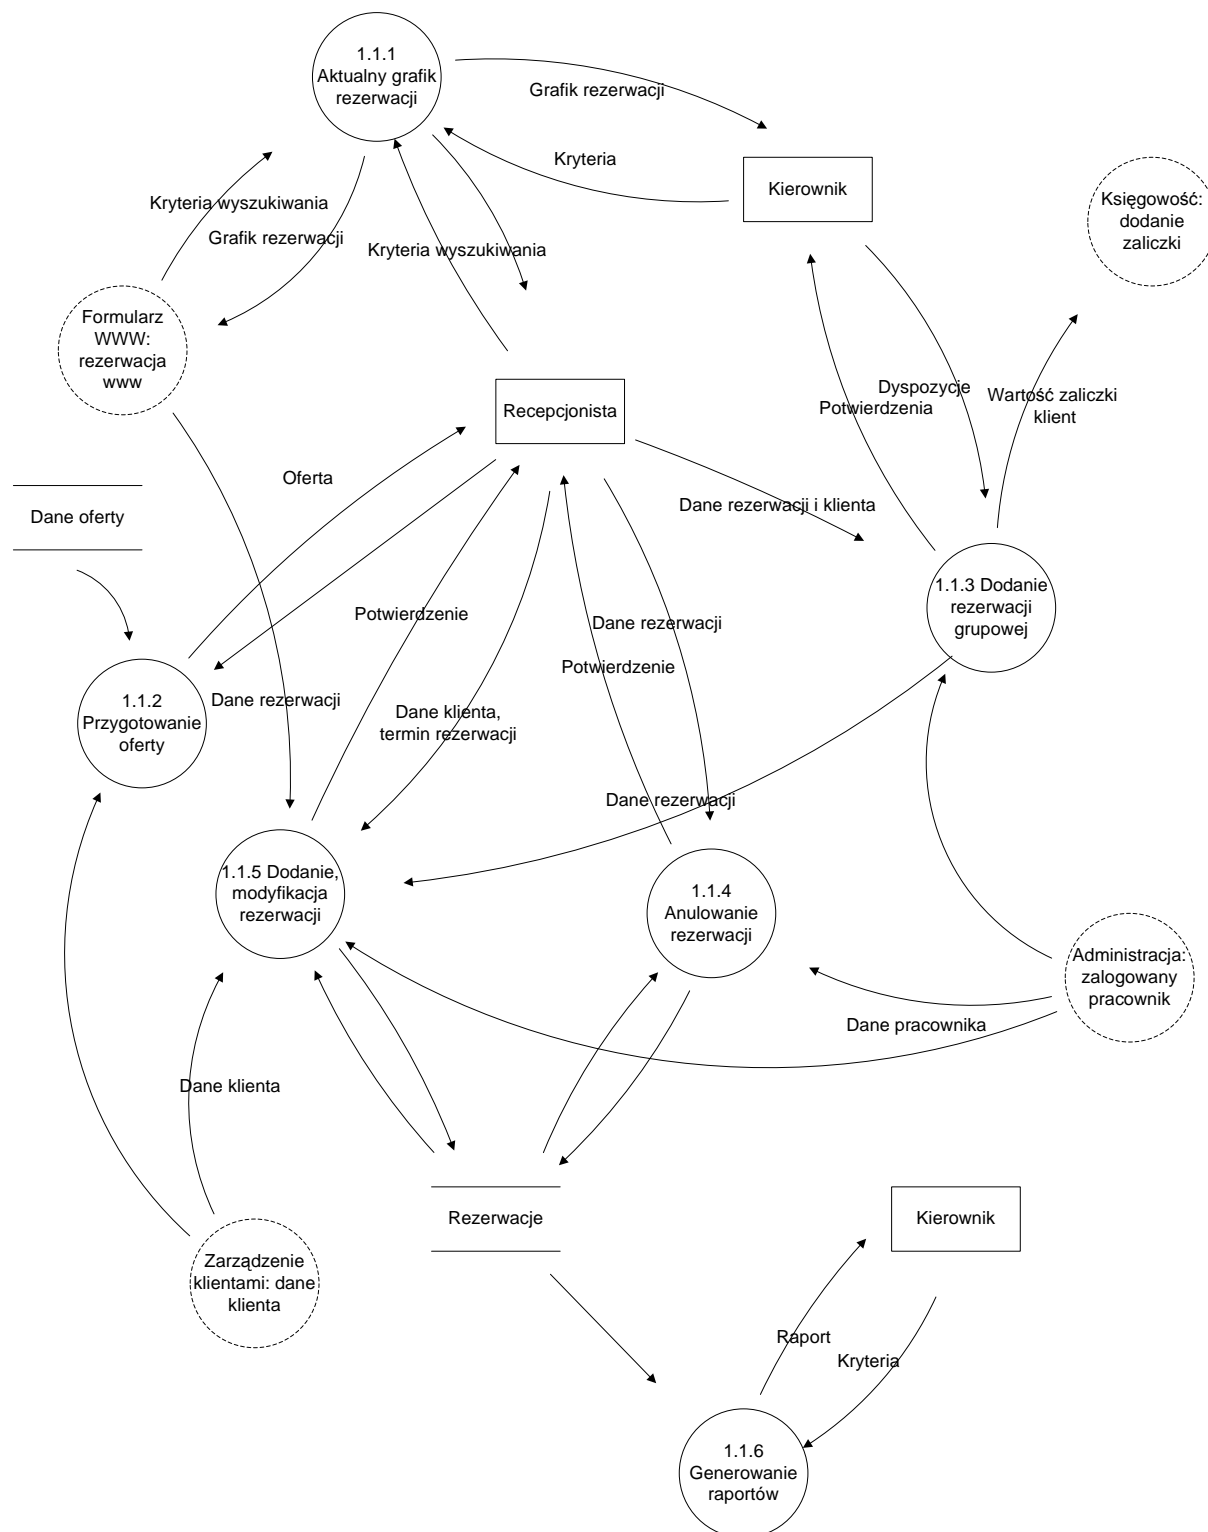 1.1.1
Aktualny grafik
rezerwacji
Grafik rezerwacji
Kryteria
Kierownik
Księgowość:
dodanie
zaliczki
Kryteria wyszukiwania
Grafik rezerwacji
Kryteria wyszukiwania
Formularz
WWW:
rezerwacja
www
Recepcjonista
Dyspozycje
Potwierdzenia
Wartość zaliczki
klient
Oferta
Dane oferty
Dane rezerwacji i klienta
1.1.3 Dodanie
rezerwacji
grupowej
Potwierdzenie
Dane rezerwacji
Potwierdzenie
1.1.2
Przygotowanie
oferty
Dane rezerwacji
Dane klienta,
termin rezerwacji
Dane rezerwacji
1.1.5 Dodanie,
modyfikacja
rezerwacji
1.1.4
Anulowanie
rezerwacji
Administracja:
zalogowany
pracownik
Dane pracownika
Dane klienta
Rezerwacje
Kierownik
Zarządzenie
klientami: dane
klienta
Raport
Kryteria
1.1.6
Generowanie
raportów